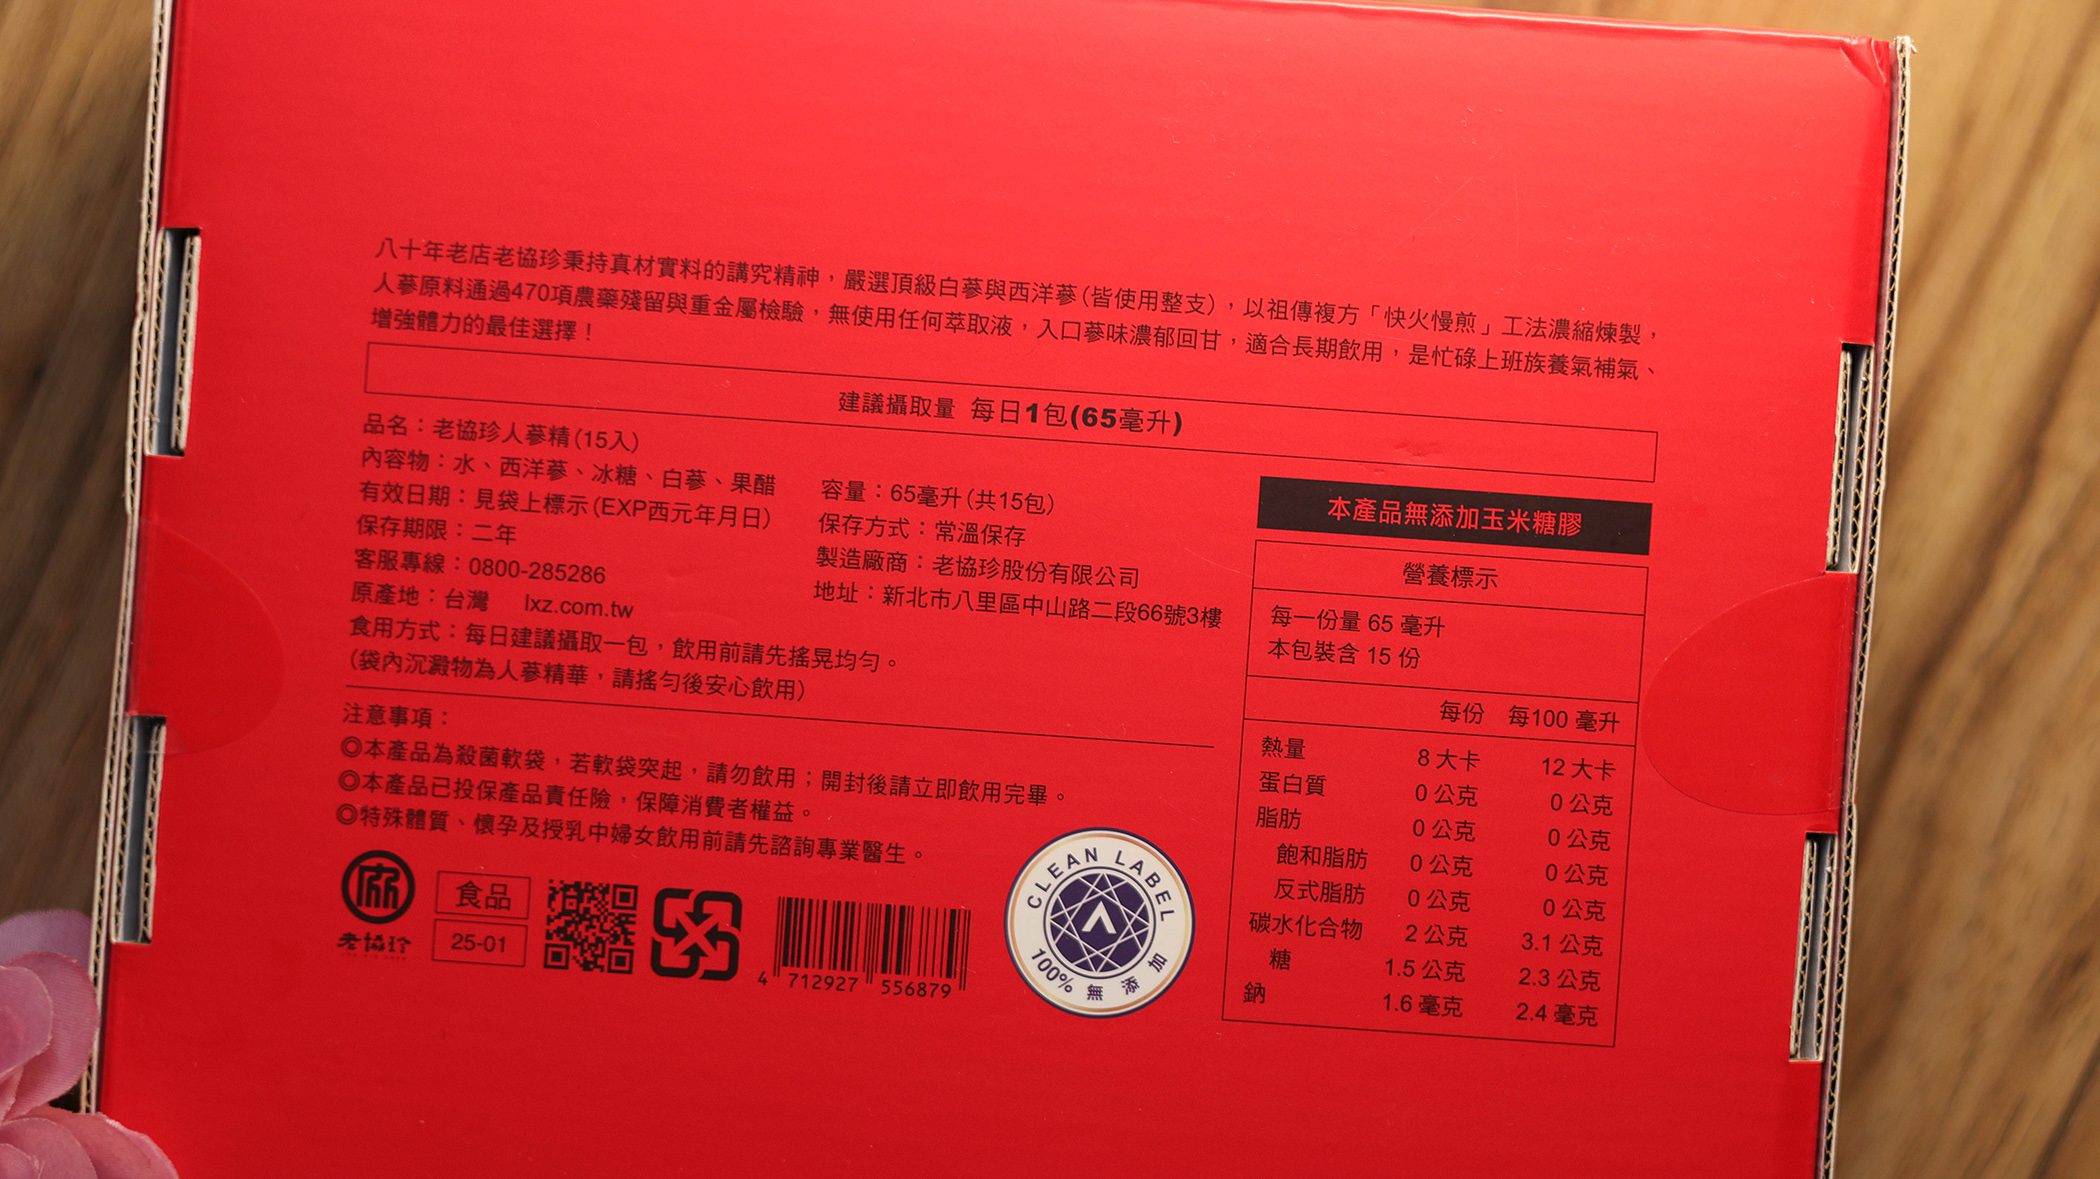 八十年老店老協珍秉持真材實料的講究精神，嚴選頂級白蔘與西洋蔘(皆使用整支)，以祖傳複方「快火慢煎」工法濃縮煉製，
人蔘原料通過470項農藥殘留與重金屬檢驗，無使用任何萃取液，入口蔘味濃郁回甘，適合長期飲用，是忙碌上班族養氣補氣、
增強體力的最佳選擇！
建議攝取量 每日1包(65毫升)
品名：老協珍人蔘精(15入)
內容物：水、西洋蔘、冰糖、白蔘、果醋
有效日期：見袋上標示(EXP西元年月日)
保存期限：二年
客服專線：0800-285286
原產地：台灣 lxz.com.tw
容量：65毫升(共15包)
保存方式：常溫保存
製造廠商：老協珍股份有限公司
地址：新北市八里區中山路二段66號3樓
食用方式：每日建議攝取一包，飲用前請先搖晃均勻。
(袋內沉澱物為人蔘精華，請搖勻後安心飲用)
注意事項：
◎本產品為殺菌軟袋，若軟袋突起，請勿飲用；開封後請立即飲用完畢。
◎本產品已投保產品責任險，保障消費者權益。
◎特殊體質、懷孕及授乳中婦女飲用前請先諮詢專業醫生。
老協珍
食品
25-01
4 712927 556879
CLEAN LABEL
100% 無添加
本產品無添加玉米糖膠
營養標示
每一份量 65 毫升
本包裝含 15 份
每份 每100 毫升
熱量 8 大卡 12 大卡
蛋白質 0 公克 0 公克
脂肪 0 公克 0 公克
飽和脂肪 0 公克 0 公克
反式脂肪 0 公克 0 公克
碳水化合物 2 公克 3.1 公克
糖 1.5 公克 2.3 公克
鈉 1.6 毫克 2.4 毫克